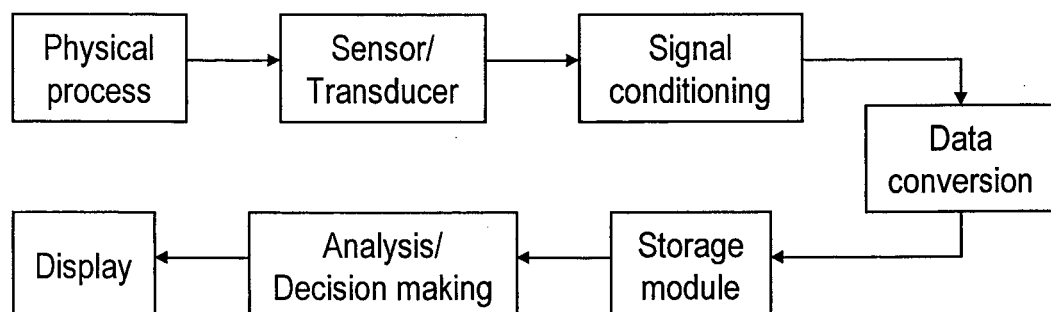 Physical
process
Sensor/
Transducer
Signal
conditioning
Data
conversion
Storage
module
Analysis/
Decision making
Display